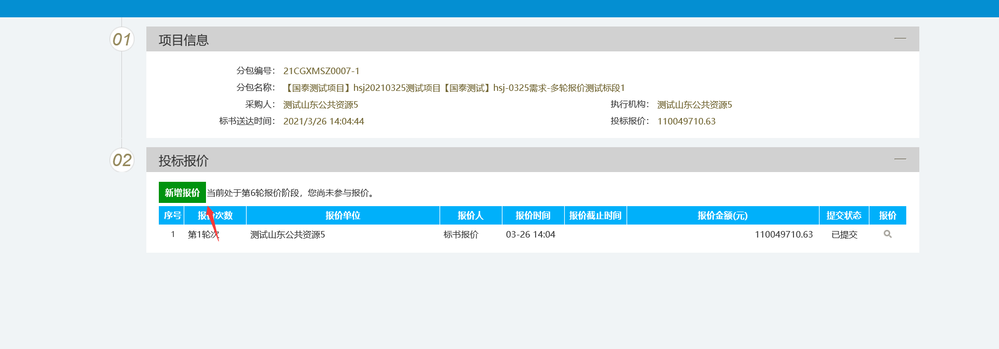 01
项目信息
分包编号： 21CGXMSZ0007-1
分包名称： 【国泰测试项目】hsj20210325测试项目【国泰测试】hsj-0325需求-多轮报价测试标段1
采购人： 测试山东公共资源5 执行机构： 测试山东公共资源5
标书送达时间： 2021/3/26 14:04:44 投标报价： 110049710.63
02
投标报价
新增报价 当前处于第6轮报价阶段，您尚未参与报价。
序号 报价次数 报价单位 报价人 报价时间 报价截止时间 报价金额(元) 提交状态 报价
1 第1轮次 测试山东公共资源5 标书报价 03-26 14:04 110049710.63 已提交